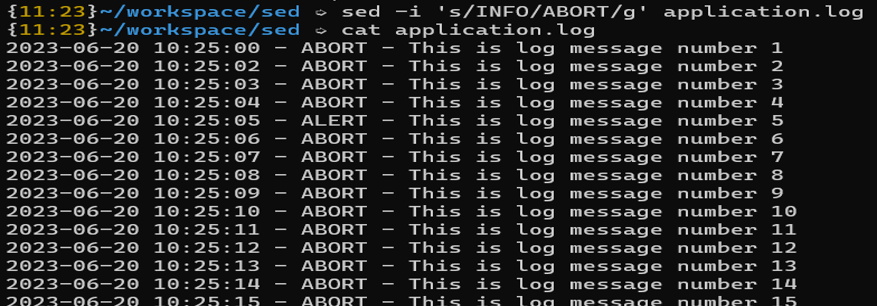 {11:23}~/workspace/sed ➭ sed -i 's/INFO/ABORT/g' application.log
{11:23}~/workspace/sed ➭ cat application.log
2023-06-20 10:25:00 - ABORT - This is log message number 1
2023-06-20 10:25:02 - ABORT - This is log message number 2
2023-06-20 10:25:03 - ABORT - This is log message number 3
2023-06-20 10:25:04 - ABORT - This is log message number 4
2023-06-20 10:25:05 - ALERT - This is log message number 5
2023-06-20 10:25:06 - ABORT - This is log message number 6
2023-06-20 10:25:07 - ABORT - This is log message number 7
2023-06-20 10:25:08 - ABORT - This is log message number 8
2023-06-20 10:25:09 - ABORT - This is log message number 9
2023-06-20 10:25:10 - ABORT - This is log message number 10
2023-06-20 10:25:11 - ABORT - This is log message number 11
2023-06-20 10:25:12 - ABORT - This is log message number 12
2023-06-20 10:25:13 - ABORT - This is log message number 13
2023-06-20 10:25:14 - ABORT - This is log message number 14
2023-06-20 10:25:15 - ABORT - This is log message number 15